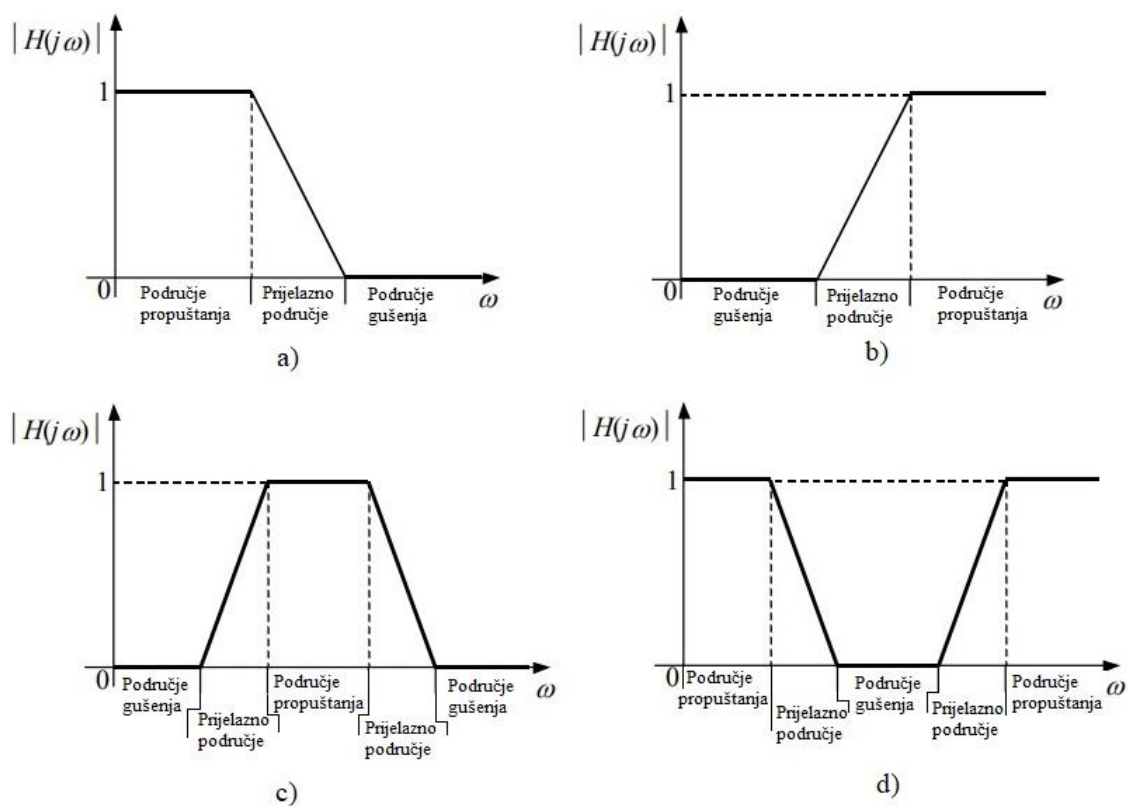 | H(jω) |
1
0
Područje propuštanja
Prijelazno područje
Područje gušenja
ω
a)
| H(jω) |
1
0
Područje gušenja
Prijelazno područje
Područje propuštanja
ω
b)
| H(jω) |
1
0
Područje gušenja
Prijelazno područje
Područje propuštanja
Prijelazno područje
Područje gušenja
ω
c)
| H(jω) |
1
0
Područje propuštanja
Prijelazno područje
Područje gušenja
Prijelazno područje
Područje propuštanja
ω
d)